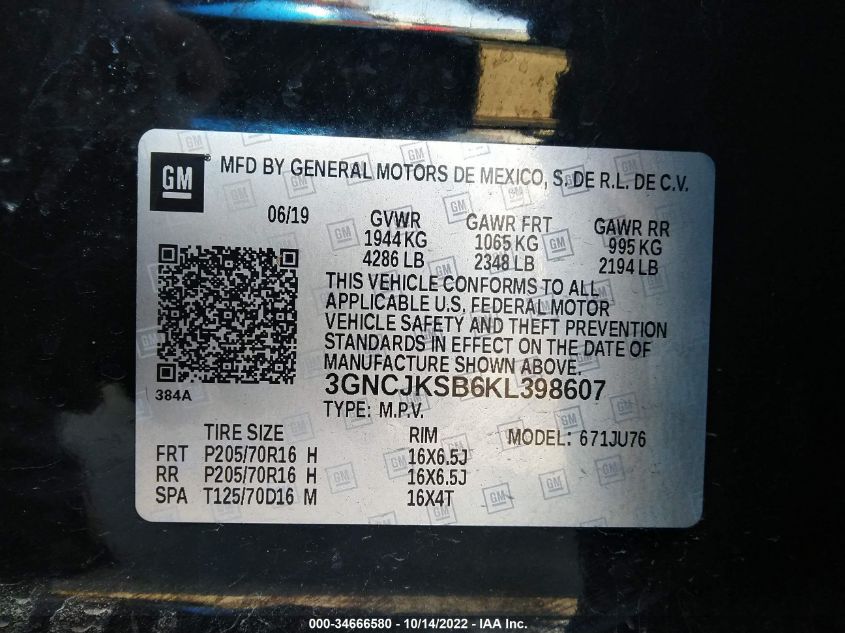 GM ® MFD BY GENERAL MOTORS DE MEXICO, S. DE R.L. DE C.V.
06/19 GVWR GAWR FRT GAWR RR
1944 KG 1065 KG 995 KG
4286 LB 2348 LB 2194 LB
THIS VEHICLE CONFORMS TO ALL
APPLICABLE U.S. FEDERAL MOTOR
VEHICLE SAFETY AND THEFT PREVENTION
STANDARDS IN EFFECT ON THE DATE OF
MANUFACTURE SHOWN ABOVE.
384A 3GNCJKSB6KL398607
TYPE: M.P.V.
TIRE SIZE RIM MODEL: 671JU76
FRT P205/70R16 H 16X6.5J
RR P205/70R16 H 16X6.5J
SPA T125/70D16 M 16X4T
000-34666580 - 10/14/2022 - IAA Inc.